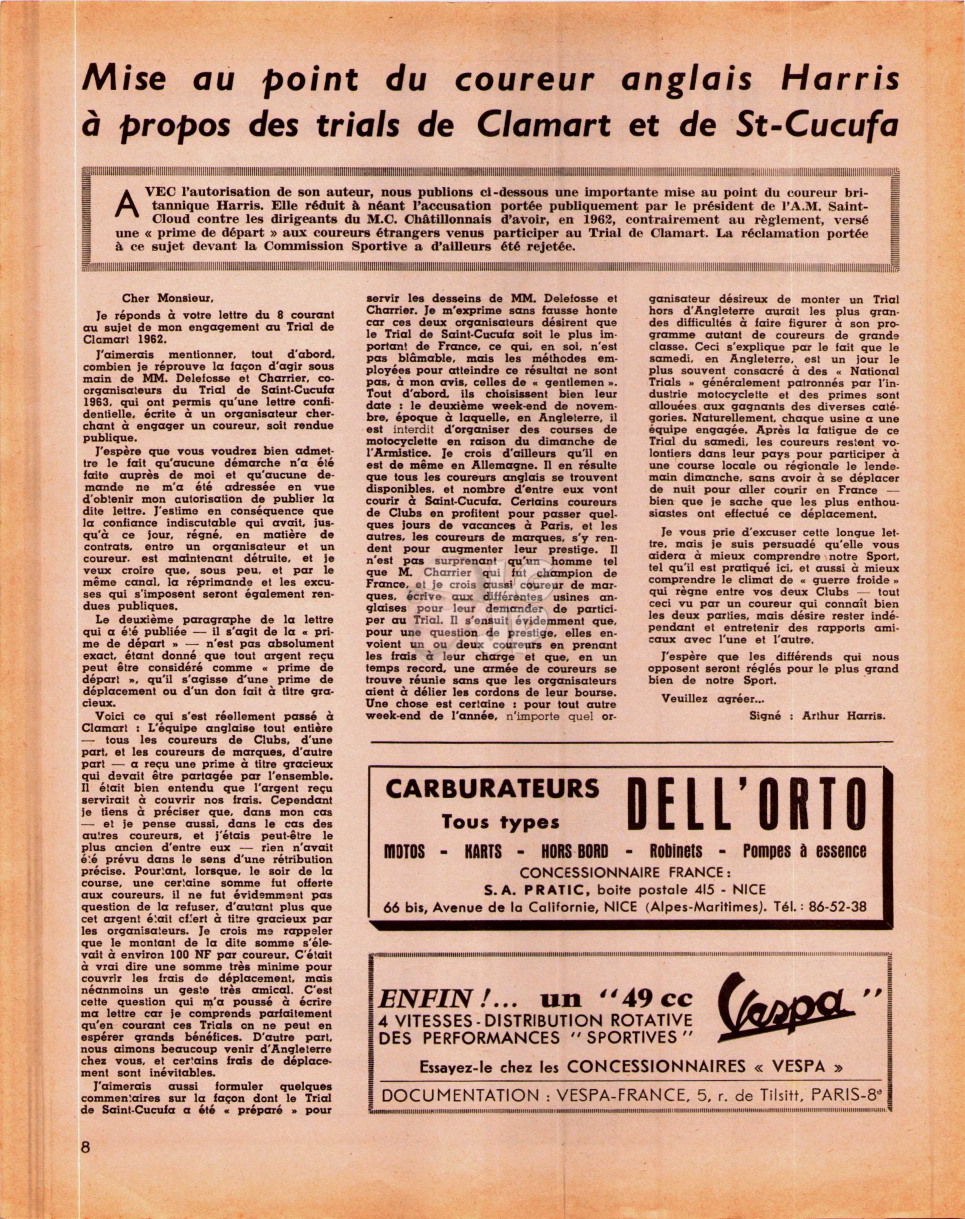 Mise au point du coureur anglais Harris
à propos des trials de Clamart et de St-Cucufa
AVEC l'autorisation de son auteur, nous publions ci-dessous une importante mise au point du coureur bri-
tannique Harris. Elle réduit à néant l'accusation portée publiquement par le président de l'A.M. Saint-
Cloud contre les dirigeants du M.C. Châtillonnais d'avoir, en 1962, contrairement au règlement, versé
une « prime de départ » aux coureurs étrangers venus participer au Trial de Clamart. La réclamation portée
à ce sujet devant la Commission Sportive a d'ailleurs été rejetée.
Cher Monsieur,
Je réponds à votre lettre du 8 courant
au sujet de mon engagement au Trial de
Clamart 1962.
J'aimerais mentionner, tout d'abord,
combien je réprouve la façon d'agir sous
main de MM. Delefosse et Charrier, co-
organisateurs du Trial de Saint-Cucufa
1963, qui ont permis qu'une lettre confi-
dentielle, écrite à un organisateur cher-
chant à engager un coureur, soit rendue
publique.
J'espère que vous voudrez bien admet-
tre le fait qu'aucune démarche n'a été
faite auprès de moi et qu'aucune de-
mande ne m'a été adressée en vue
d'obtenir mon autorisation de publier la
dite lettre. J'estime en conséquence que
la confiance indiscutable qui avait, jus-
qu'à ce jour, régné, en matière de
contrats, entre un organisateur et un
coureur, est maintenant détruite, et je
veux croire que, sous peu, et par le
même canal, la réprimande et les excu-
ses qui s'imposent seront également ren-
dues publiques.
Le deuxième paragraphe de la lettre
qui a été publiée — il s'agit de la « pri-
me de départ » — n'est pas absolument
exact, étant donné que tout argent reçu
peut être considéré comme « prime de
départ », qu'il s'agisse d'une prime de
déplacement ou d'un don fait à titre gra-
cieux.
Voici ce qui s'est réellement passé à
Clamart : L'équipe anglaise tout entière
— tous les coureurs de Clubs, d'une
part, et les coureurs de marques, d'autre
part — a reçu une prime à titre gracieux
qui devait être partagée par l'ensemble.
Il était bien entendu que l'argent reçu
servirait à couvrir nos frais. Cependant
je tiens à préciser que, dans mon cas
— et je pense aussi, dans le cas des
autres coureurs, et j'étais peut-être le
plus ancien d'entre eux — rien n'avait
été prévu dans le sens d'une rétribution
précise. Pourtant, lorsque, le soir de la
course, une certaine somme fut offerte
aux coureurs, il ne fut évidemment pas
question de la refuser, d'autant plus que
cet argent était offert à titre gracieux par
les organisateurs. Je crois me rappeler
que le montant de la dite somme s'éle-
vait à environ 100 NF par coureur. C'était
à vrai dire une somme très minime pour
couvrir les frais de déplacement, mais
néanmoins un geste très amical. C'est
cette question qui m'a poussé à écrire
ma lettre car je comprends parfaitement
qu'en courant ces Trials on ne peut en
espérer grands bénéfices. D'autre part,
nous aimons beaucoup venir d'Angleterre
chez vous, et certains frais de déplace-
ment sont inévitables.
J'aimerais aussi formuler quelques
commentaires sur la façon dont le Trial
de Saint-Cucufa a été « préparé » pour
servir les desseins de MM. Delefosse et
Charrier. Je m'exprime sans fausse honte
car ces deux organisateurs désirent que
le Trial de Saint-Cucufa soit le plus im-
portant de France, ce qui, en soi, n'est
pas blâmable, mais les méthodes em-
ployées pour atteindre ce résultat ne sont
pas, à mon avis, celles de « gentlemen ».
Tout d'abord, ils choisissent bien leur
date : le deuxième week-end de novem-
bre, époque à laquelle, en Angleterre, il
est interdit d'organiser des courses de
motocyclette en raison du dimanche de
l'Armistice. Je crois d'ailleurs qu'il en
est de même en Allemagne. Il en résulte
que tous les coureurs anglais se trouvent
disponibles, et nombre d'entre eux vont
courir à Saint-Cucufa. Certains coureurs
de Clubs en profitent pour passer quel-
ques jours de vacances à Paris, et les
autres, les coureurs de marques, s'y ren-
dent pour augmenter leur prestige. Il
n'est pas surprenant qu'un homme tel
que M. Charrier qui fut champion de
France, et je crois aussi coureur de mar-
ques, écrive aux différentes usines an-
glaises pour leur demander de partici-
per au Trial. Il s'ensuit évidemment que,
pour une question de prestige, elles en-
voient un ou deux coureurs en prenant
les frais à leur charge et que, en un
temps record, une armée de coureurs se
trouve réunie sans que les organisateurs
aient à délier les cordons de leur bourse.
Une chose est certaine : pour tout autre
week-end de l'année, n'importe quel or-
ganisateur désireux de monter un Trial
hors d'Angleterre aurait les plus gran-
des difficultés à faire figurer à son pro-
gramme autant de coureurs de grande
classe. Ceci s'explique par le fait que le
samedi, en Angleterre, est un jour le
plus souvent consacré à des « National
Trials » généralement patronnés par l'in-
dustrie motocyclette et des primes sont
allouées aux gagnants des diverses caté-
gories. Naturellement, chaque usine a une
équipe engagée. Après la fatigue de ce
Trial du samedi, les coureurs restent vo-
lontiers dans leur pays pour participer à
une course locale ou régionale le lende-
main dimanche, sans avoir à se déplacer
de nuit pour aller courir en France —
bien que je sache que les plus enthou-
siastes ont effectué ce déplacement.
Je vous prie d'excuser cette longue let-
tre, mais je suis persuadé qu'elle vous
aidera à mieux comprendre notre Sport,
tel qu'il est pratiqué ici, et aussi à mieux
comprendre le climat de « guerre froide »
qui règne entre vos deux Clubs — tout
ceci vu par un coureur qui connaît bien
les deux parties, mais désire rester indé-
pendant et entretenir des rapports ami-
caux avec l'une et l'autre.
J'espère que les différends qui nous
opposent seront réglés pour le plus grand
bien de notre Sport.
Veuillez agréer...
Signé : Arthur Harris.
CARBURATEURS DELL'ORTO
Tous types
MOTOS - KARTS - HORS BORD - Robinets - Pompes à essence
CONCESSIONNAIRE FRANCE :
S.A. PRATIC, boite postale 415 - NICE
66 bis, Avenue de la Californie, NICE (Alpes-Maritimes). Tél. : 86-52-38
ENFIN !... un "49 cc Vespa"
4 VITESSES - DISTRIBUTION ROTATIVE
DES PERFORMANCES "SPORTIVES"
Essayez-le chez les CONCESSIONNAIRES « VESPA »
DOCUMENTATION : VESPA-FRANCE, 5, r. de Tilsitt, PARIS-8e
8